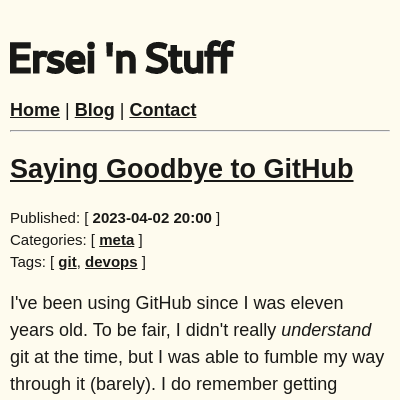 Ersei 'n Stuff
Home | Blog | Contact
Saying Goodbye to GitHub
Published: [ 2023-04-02 20:00 ]
Categories: [ meta ]
Tags: [ git, devops ]
I've been using GitHub since I was eleven
years old. To be fair, I didn't really understand
git at the time, but I was able to fumble my way
through it (barely). I do remember getting